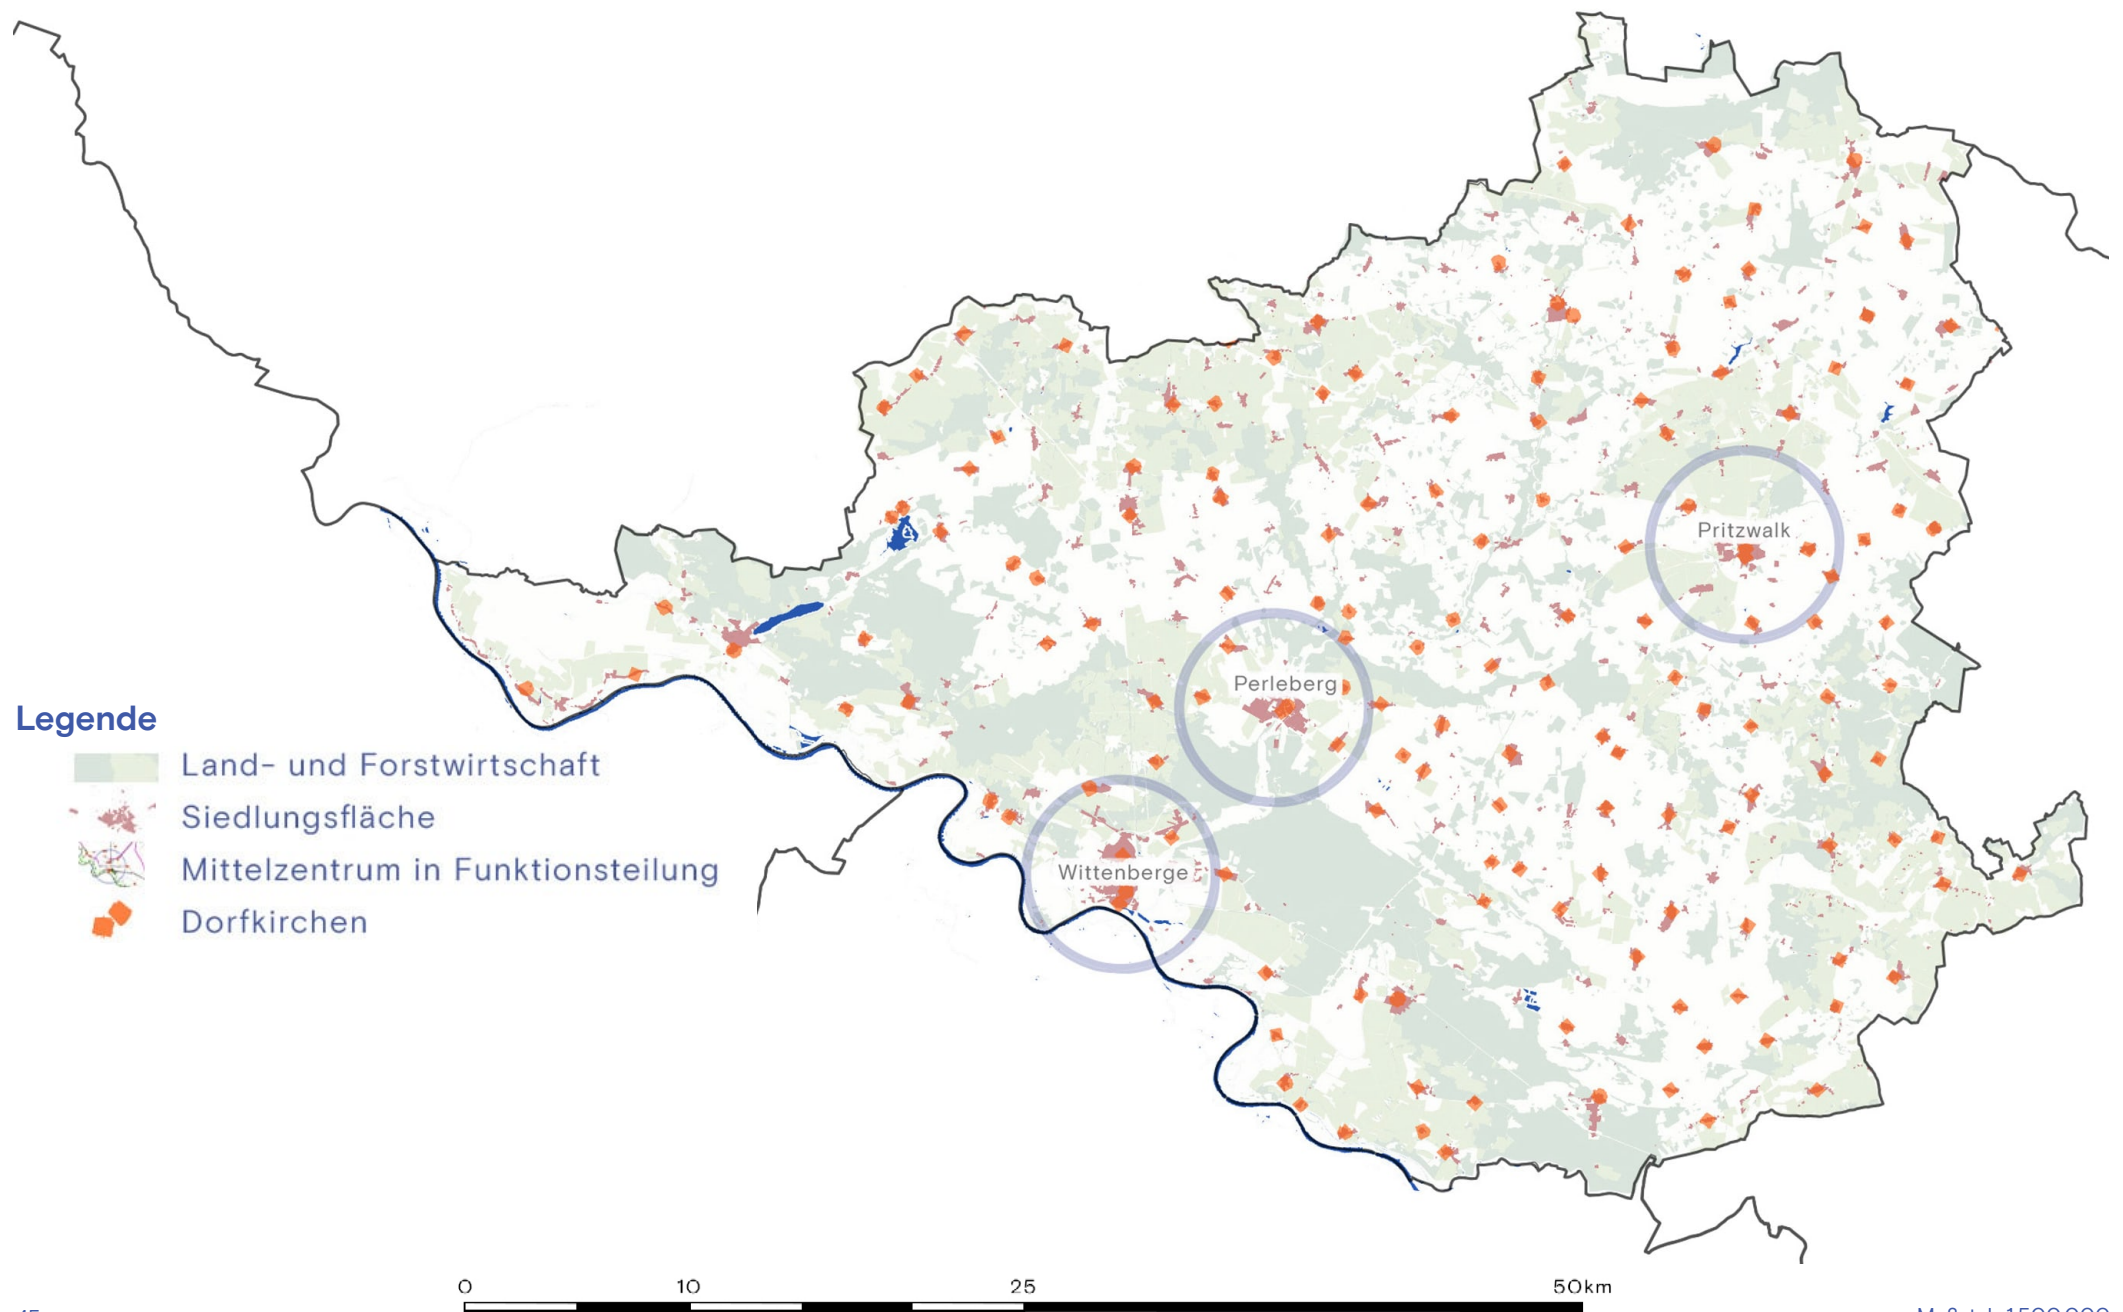 Pritzwalk
Perleberg
Wittenberge
Legende
Land- und Forstwirtschaft
Siedlungsfläche
Mittelzentrum in Funktionsteilung
Dorfkirchen
0 10 25 50km